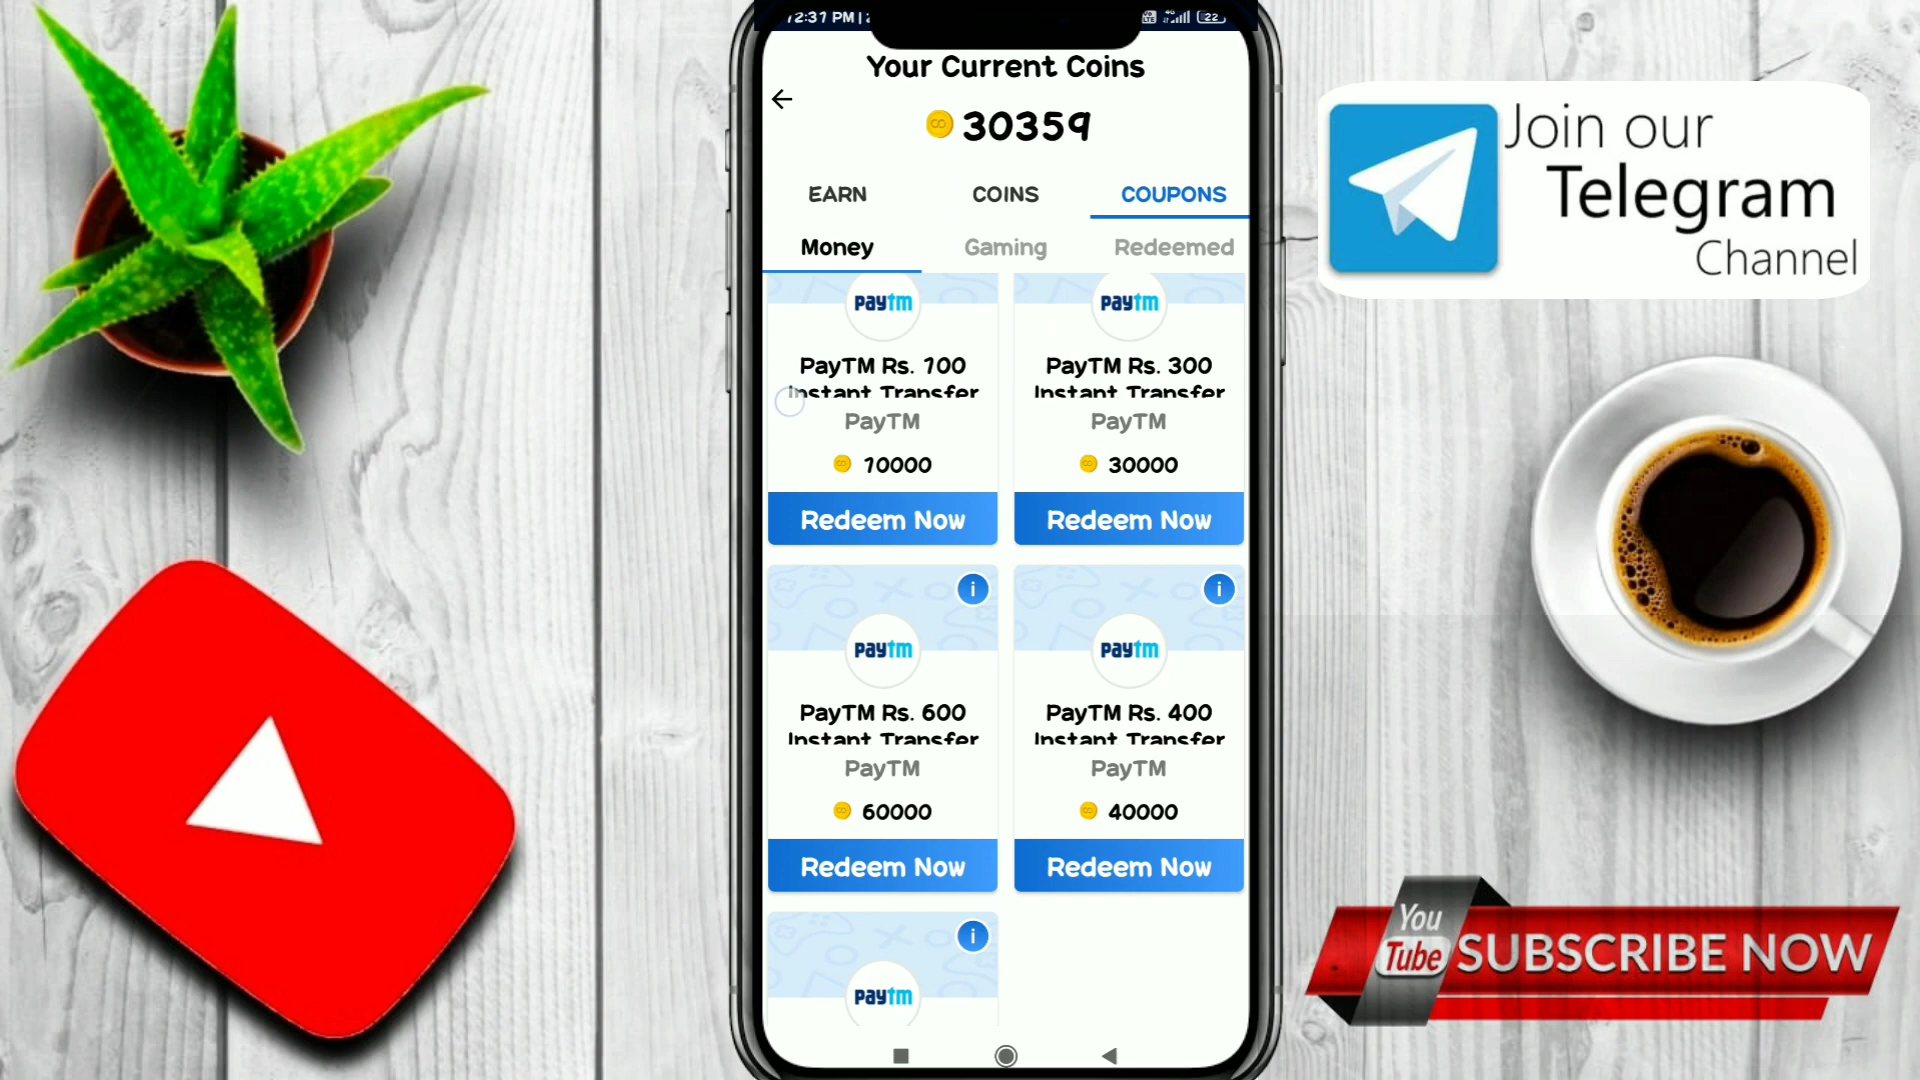 12:31 PM |
22
Your Current Coins
30359
EARN
COINS
COUPONS
Money
Gaming
Redeemed
paytm
paytm
PayTM Rs. 100
Instant Transfer
PayTM
10000
Redeem Now
PayTM Rs. 300
Instant Transfer
PayTM
30000
Redeem Now
i
paytm
PayTM Rs. 600
Instant Transfer
PayTM
60000
Redeem Now
i
paytm
PayTM Rs. 400
Instant Transfer
PayTM
40000
Redeem Now
i
paytm
Join our
Telegram
Channel
You
Tube
SUBSCRIBE NOW